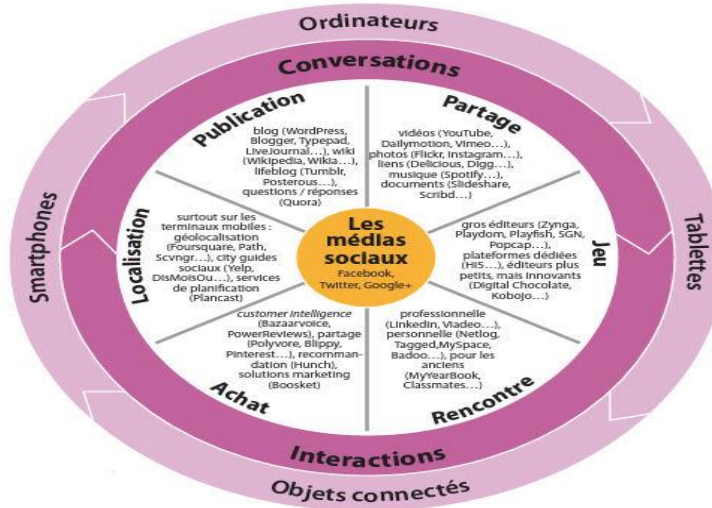 Ordinateurs
Conversations
Publication
blog (WordPress,
Blogger, Typepad,
LiveJournal...), wiki
(Wikipedia, Wikia...),
lifeblog (Tumblr,
Posterous...),
questions / réponses
(Quora)
Partage
vidéos (YouTube,
Dailymotion, Vimeo...),
photos (Flickr, Instagram...),
liens (Delicious, Digg...),
musique (Spotify...),
documents (Slideshare,
Scribd...)
Smartphones
Localisation
surtout sur les
terminaux mobiles :
géolocalisation
(Foursquare, Path,
Scvngr...), city guides
sociaux (Yelp,
DisMoisOu...), services
de planification
(Plancast)
Les
médias
sociaux
Facebook,
Twitter, Google+
gros éditeurs (Zynga,
Playdom, Playfish, SGN,
Popcap...),
plateformes dédiées
(Hi5...), éditeurs plus
petits, mais innovants
(Digital Chocolate,
Kobojo...)
Jeu
Tablettes
customer intelligence
(Bazaarvoice,
PowerReviews), partage
(Polyvore, Blippy,
Pinterest...), recomman-
dation (Hunch),
solutions marketing
(Boosket)
Achat
professionnelle
(Linkedin, Viadeo...),
personnelle (Netlog,
Tagged,MySpace,
Badoo...), pour les
anciens
(MyYearBook,
Classmates...)
Rencontre
Interactions
Objets connectés